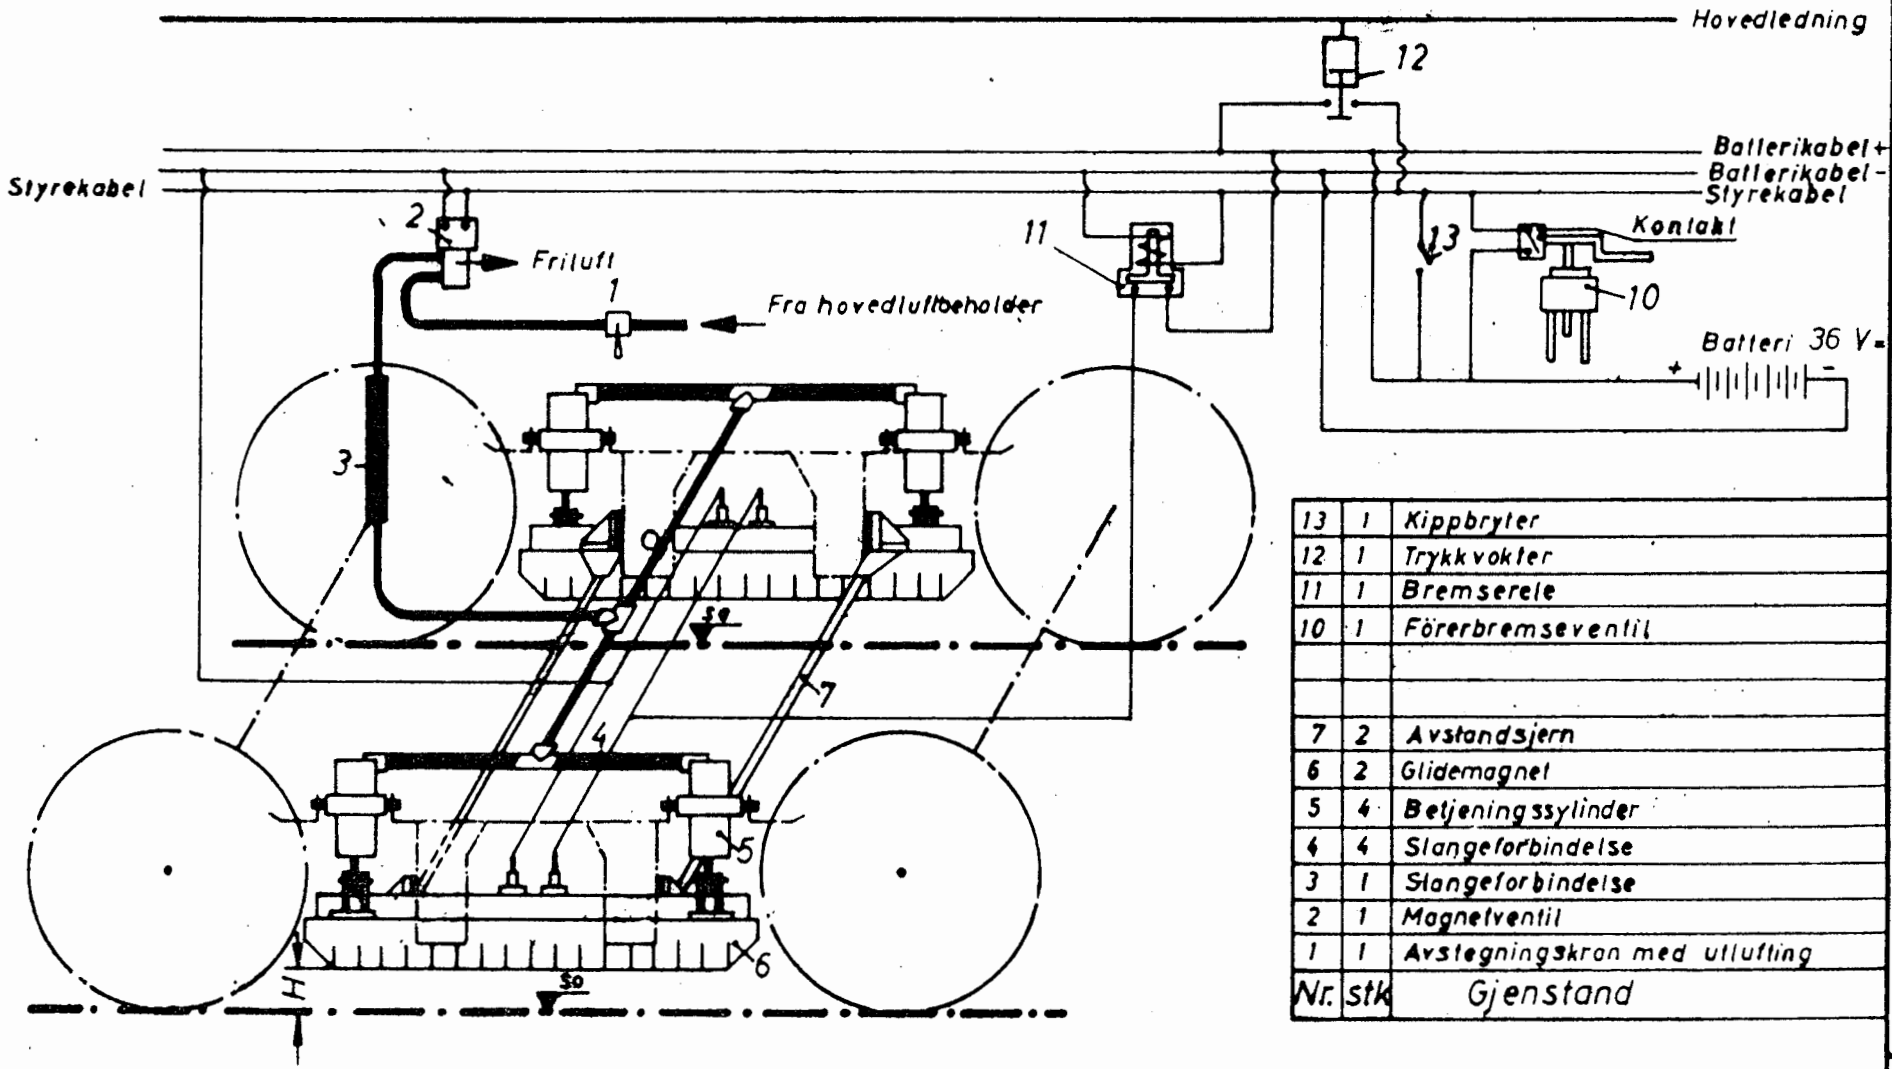 Hovedledning
12
Batterikabel +
Batterikabel -
Styrekabel
Styrekabel
2
Friluft
1
Fra hovedluftbeholder
11
13
Kontakt
10
Batteri 36 V=
+ -
3
so
7
4
5
6
H
so
13 1 Kippbryter
12 1 Trykkvokter
11 1 Bremserele
10 1 Förerbremseventil
7 2 Avstandsjern
6 2 Glidemagnet
5 4 Betjeningssylinder
4 4 Slangeforbindelse
3 1 Slangeforbindelse
2 1 Magnetventil
1 1 Avstegningskran med utlufting
Nr. stk Gjenstand